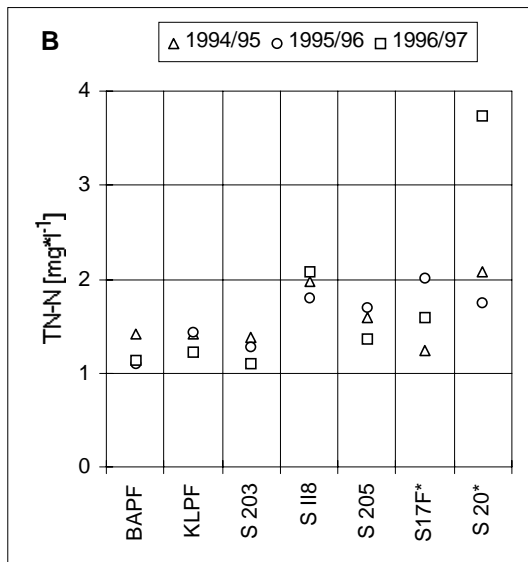 B
1994/95 1995/96 1996/97
TN-N [mg*l-1]
4
3
2
1
0
BAPF
KLPF
S 203
S II8
S 205
S17F*
S 20*